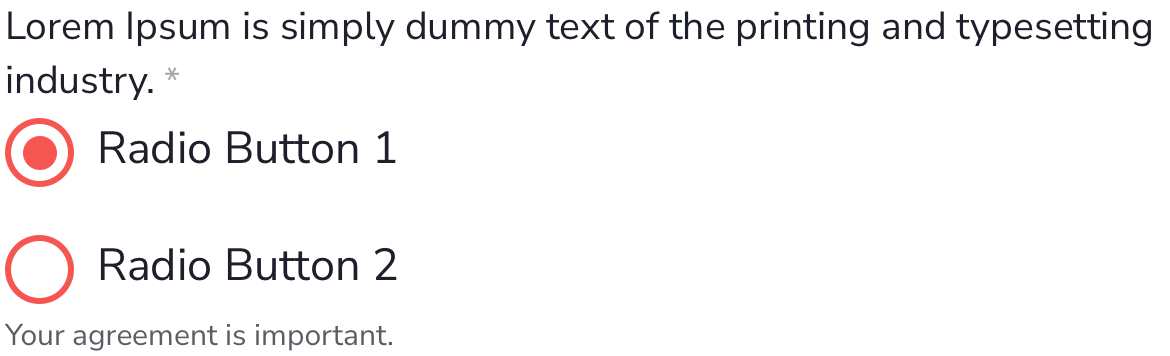 Lorem Ipsum is simply dummy text of the printing and typesetting
industry. *
Radio Button 1
Radio Button 2
Your agreement is important.